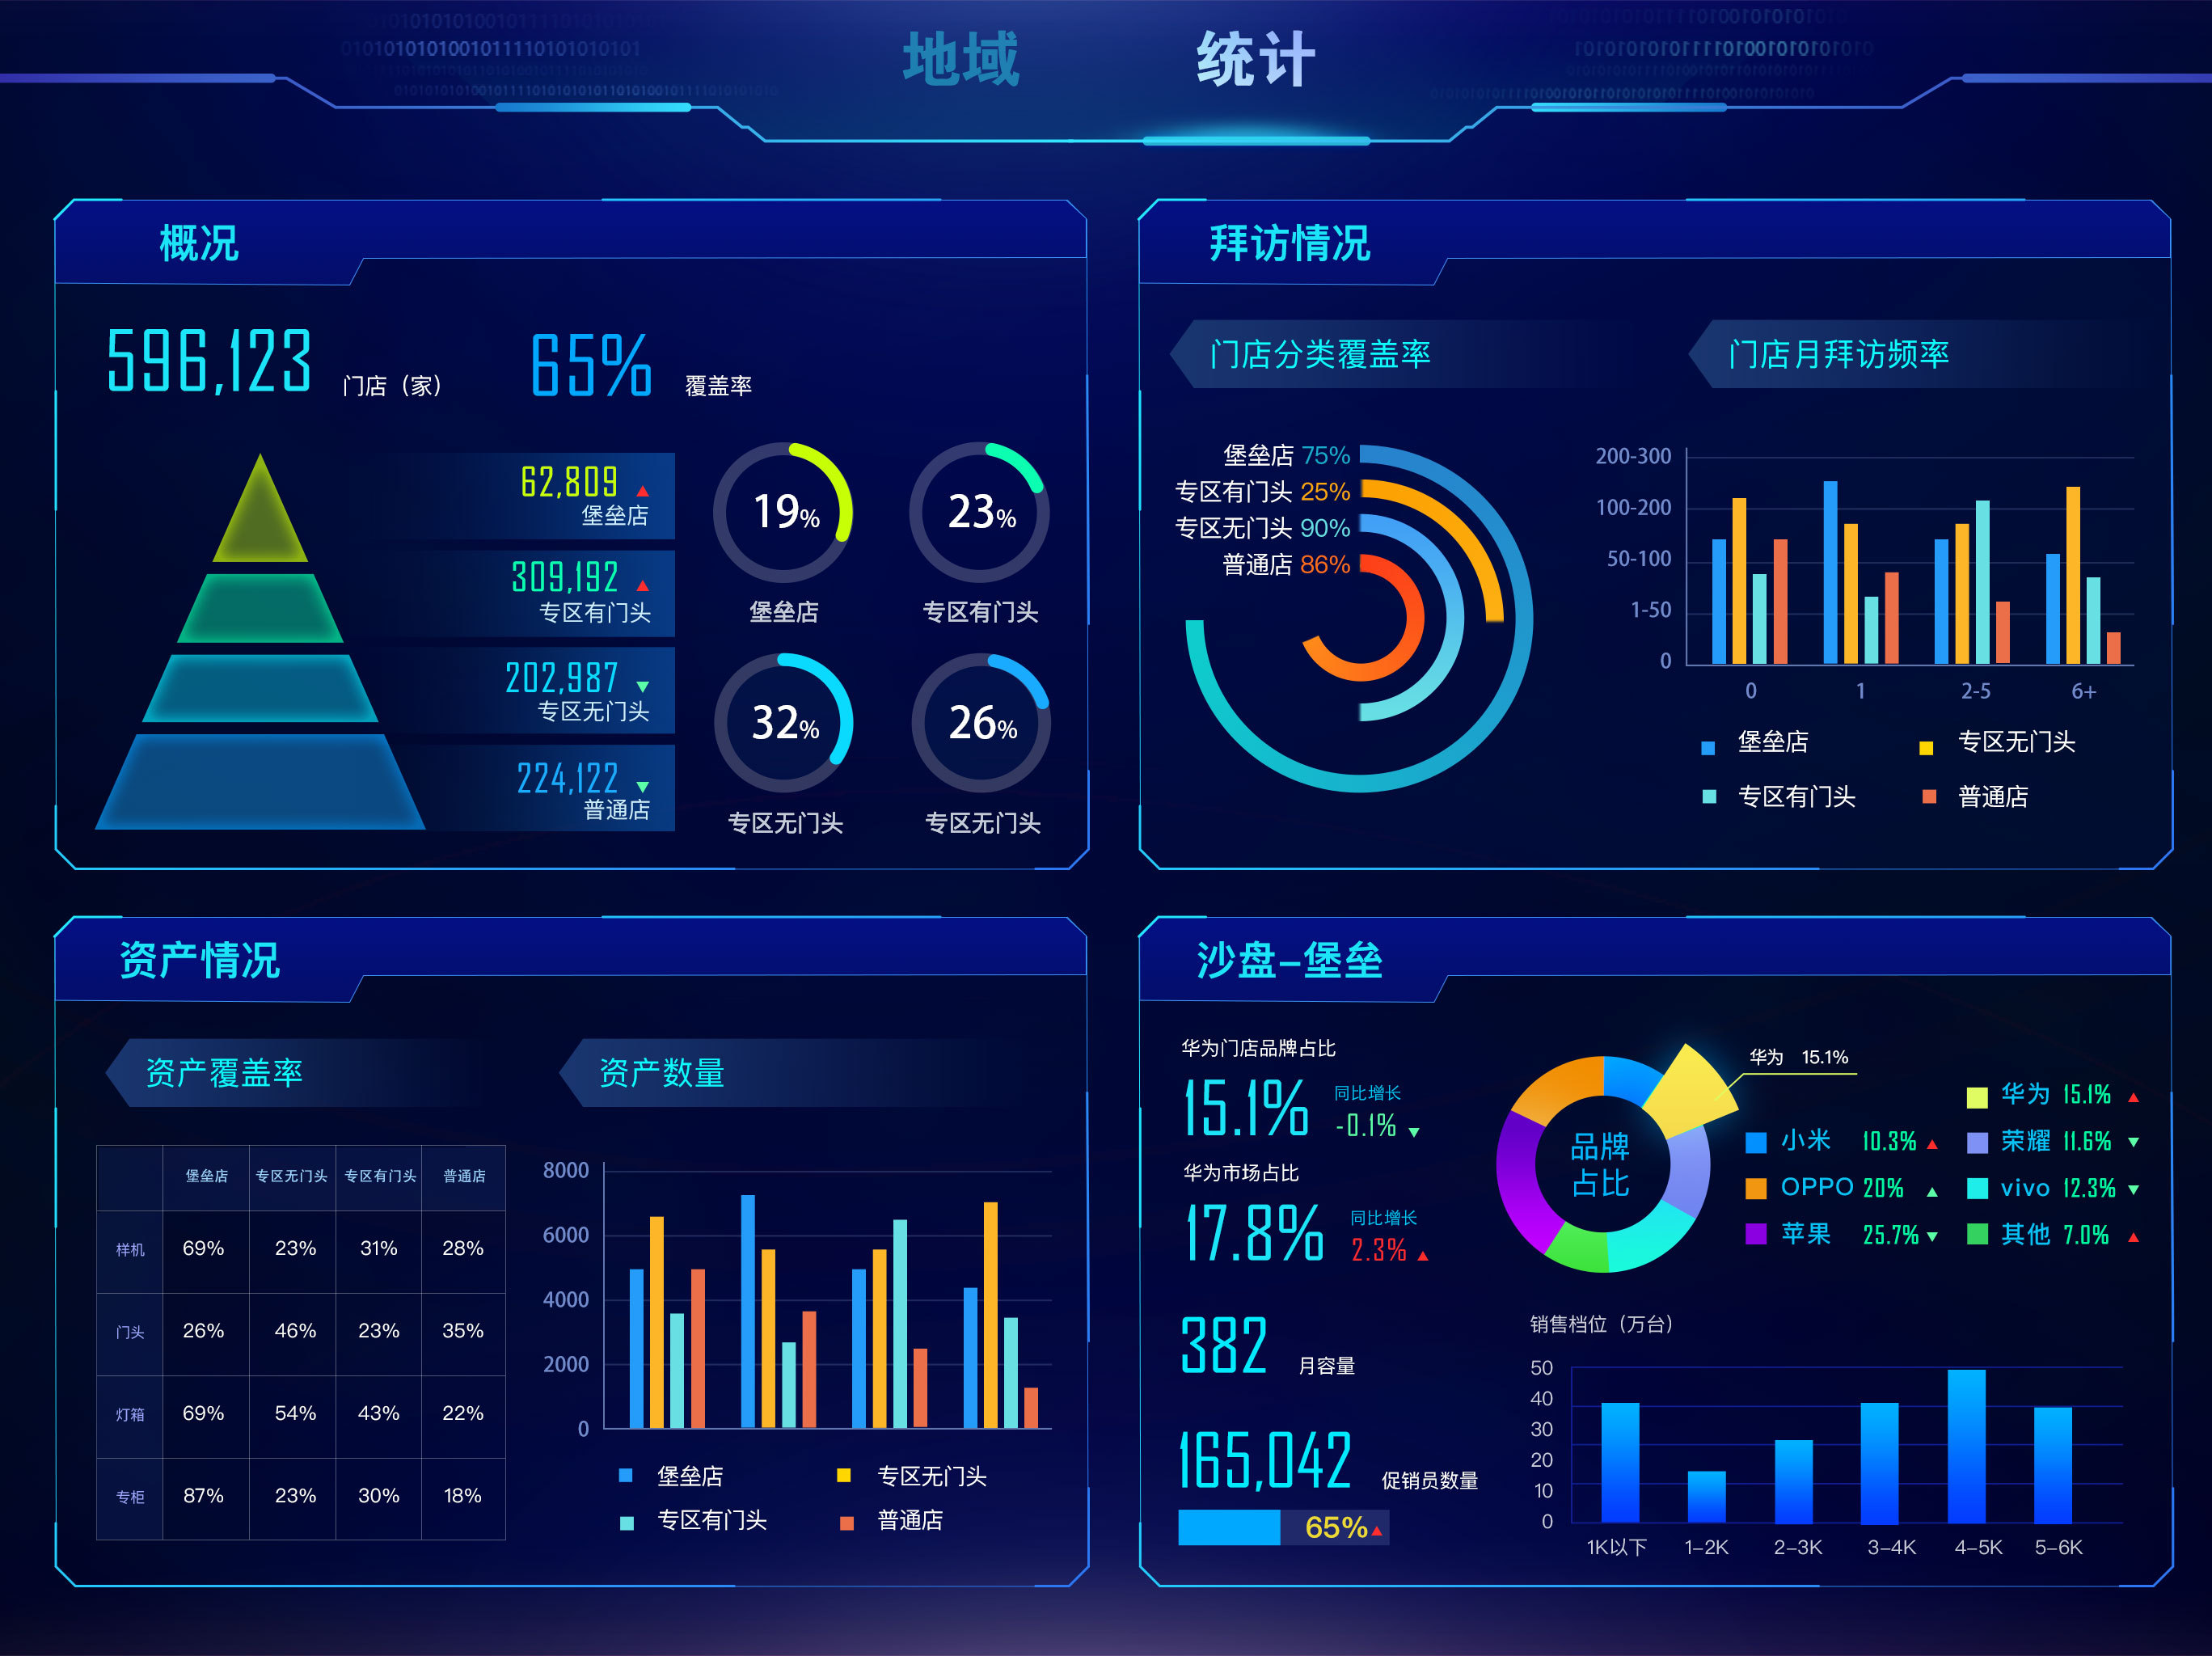 地域 统计
概况
596,123 门店（家） 65% 覆盖率
62,809
堡垒店
309,192
专区有门头
202,987
专区无门头
224,122
普通店
19% 23%
堡垒店 专区有门头
32% 26%
专区无门头 专区无门头
拜访情况
门店分类覆盖率 门店月拜访频率
堡垒店 75%
专区有门头 25%
专区无门头 90%
普通店 86%
200-300
100-200
50-100
1-50
0
0 1 2-5 6+
堡垒店 专区无门头
专区有门头 普通店
资产情况
资产覆盖率 资产数量
堡垒店 专区无门头 专区有门头 普通店
样机 69% 23% 31% 28%
门头 26% 46% 23% 35%
灯箱 69% 54% 43% 22%
专柜 87% 23% 30% 18%
8000
6000
4000
2000
0
堡垒店 专区无门头
专区有门头 普通店
沙盘–堡垒
华为门店品牌占比
15.1% 同比增长
-0.1%
华为市场占比
17.8% 同比增长
2.3%
382 月容量
165,042 促销员数量
65%
品牌
占比
华为 15.1%
华为 15.1%
小米 10.3% 荣耀 11.6%
OPPO 20% vivo 12.3%
苹果 25.7% 其他 7.0%
销售档位（万台）
50
40
30
20
10
0
1K以下 1–2K 2–3K 3–4K 4–5K 5–6K